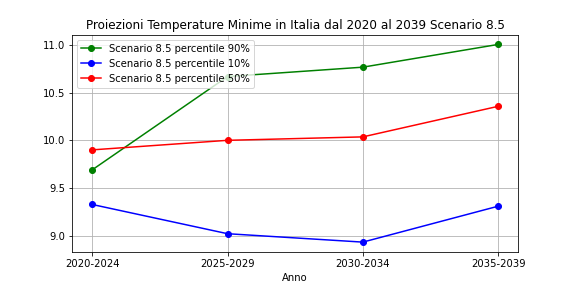 Proiezioni Temperature Minime in Italia dal 2020 al 2039 Scenario 8.5
Scenario 8.5 percentile 90%
Scenario 8.5 percentile 10%
Scenario 8.5 percentile 50%
11.0
10.5
10.0
9.5
9.0
2020-2024 2025-2029 2030-2034 2035-2039
Anno